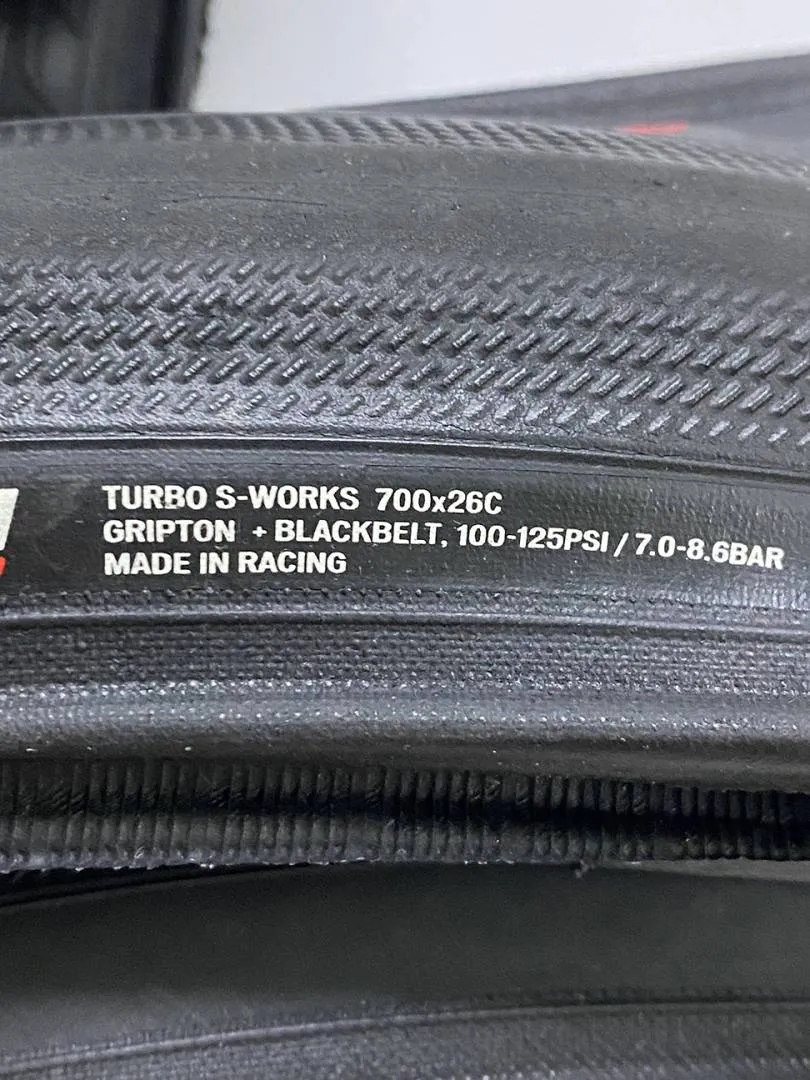 TURBO S-WORKS 700x26C
GRIPTON + BLACKBELT, 100-125PSI / 7.0-8.6BAR
MADE IN RACING